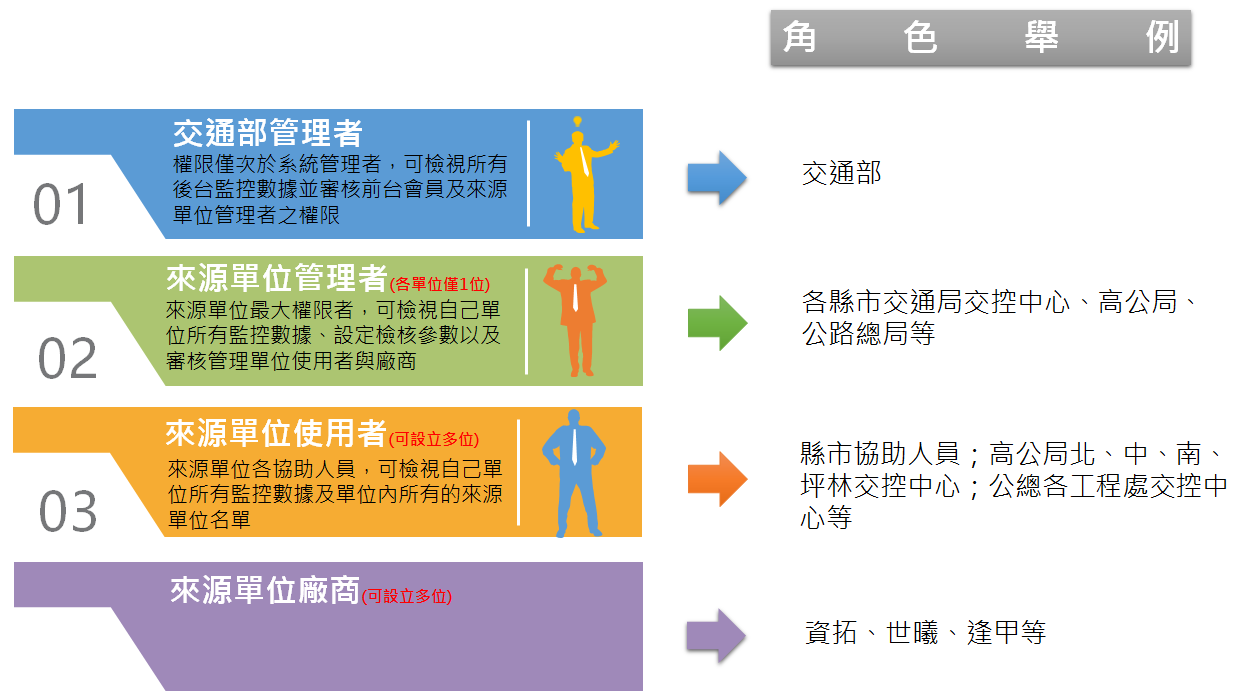 角色舉例
交通部管理者
權限僅次於系統管理者，可檢視所有
後台監控數據並審核前台會員及來源
單位管理者之權限
01
交通部
來源單位管理者(各單位僅1位)
來源單位最大權限者，可檢視自己單
位所有監控數據、設定檢核參數以及
審核管理單位使用者與廠商
02
各縣市交通局交控中心、高公局、
公路總局等
來源單位使用者(可設立多位)
來源單位各協助人員，可檢視自己單
位所有監控數據及單位內所有的來源
單位名單
03
縣市協助人員；高公局北、中、南、
坪林交控中心；公總各工程處交控中
心等
來源單位廠商(可設立多位)
資拓、世曦、逢甲等